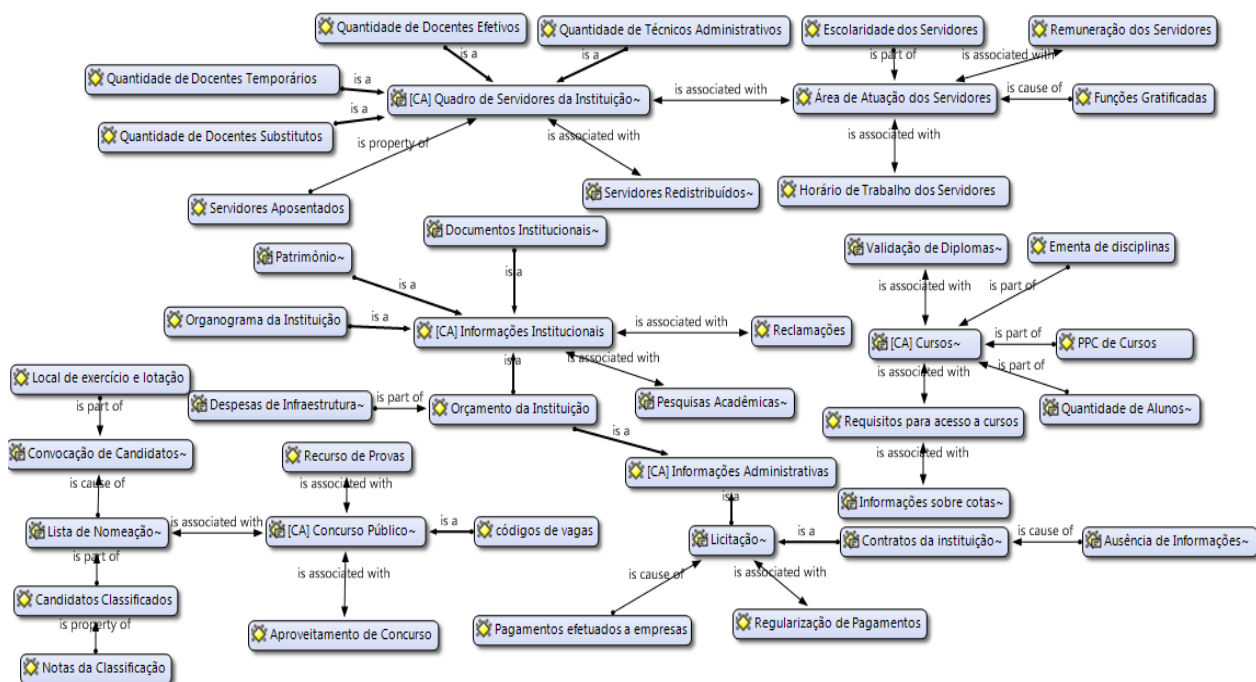 Quantidade de Docentes Efetivos
Quantidade de Técnicos Administrativos
Escolaridade dos Servidores
Remuneração dos Servidores
is a
is a
is part of
is associated with
Quantidade de Docentes Temporários
is a
[CA] Quadro de Servidores da Instituição~
is associated with
Área de Atuação dos Servidores
is cause of
Funções Gratificadas
is a
Quantidade de Docentes Substitutos
is property of
is associated with
is associated with
Servidores Aposentados
Servidores Redistribuídos~
Horário de Trabalho dos Servidores
Documentos Institucionais~
Validação de Diplomas~
Ementa de disciplinas
Patrimônio~
is a
is a
is associated with
is part of
Organograma da Instituição
is a
[CA] Informações Institucionais
is associated with
Reclamações
[CA] Cursos~
is part of
PPC de Cursos
is a
is associated with
is associated with
is part of
Local de exercício e lotação
is part of
Despesas de Infraestrutura~
is part of
Orçamento da Instituição
Pesquisas Acadêmicas~
Quantidade de Alunos~
Requisitos para acesso a cursos
is a
is associated with
Convocação de Candidatos~
Recurso de Provas
[CA] Informações Administrativas
is cause of
is associated with
is a
Informações sobre cotas~
Lista de Nomeação~
is associated with
[CA] Concurso Público~
is a
códigos de vagas
Licitação~
is a
Contratos da instituição~
is cause of
Ausência de Informações~
is part of
is associated with
is cause of
is associated with
Candidatos Classificados
is property of
Aproveitamento de Concurso
Pagamentos efetuados a empresas
Regularização de Pagamentos
Notas da Classificação